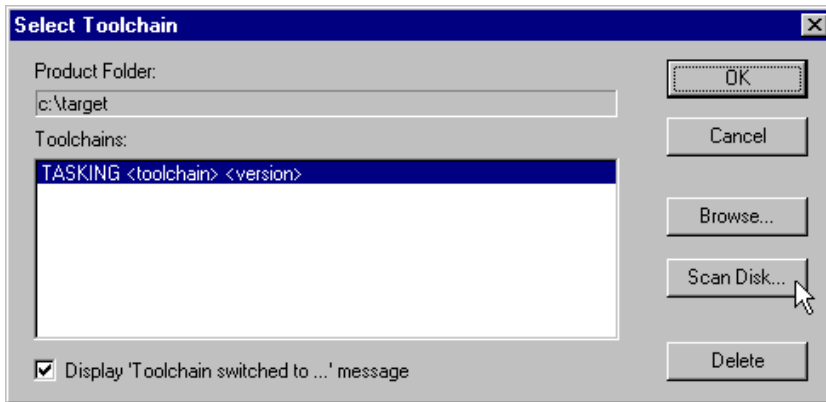 Select Toolchain
Product Folder:
OK
c:\target
Toolchains:
Cancel
TASKING <toolchain> <version>
Browse...
Scan Disk...
Display 'Toolchain switched to ...' message
Delete